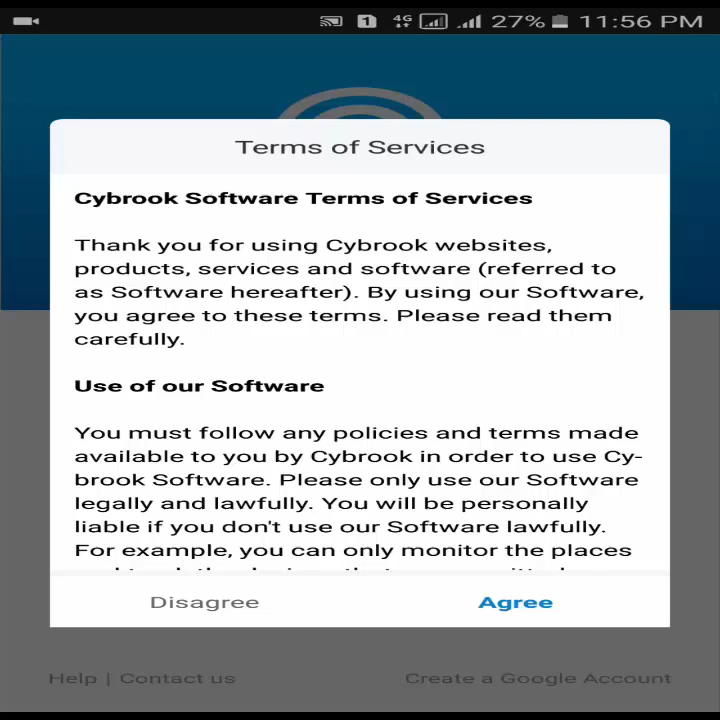 1 4G 27% 11:56 PM
Terms of Services
Cybrook Software Terms of Services
Thank you for using Cybrook websites,
products, services and software (referred to
as Software hereafter). By using our Software,
you agree to these terms. Please read them
carefully.
Use of our Software
You must follow any policies and terms made
available to you by Cybrook in order to use Cy-
brook Software. Please only use our Software
legally and lawfully. You will be personally
liable if you don't use our Software lawfully.
For example, you can only monitor the places
Disagree Agree
Help | Contact us Create a Google Account